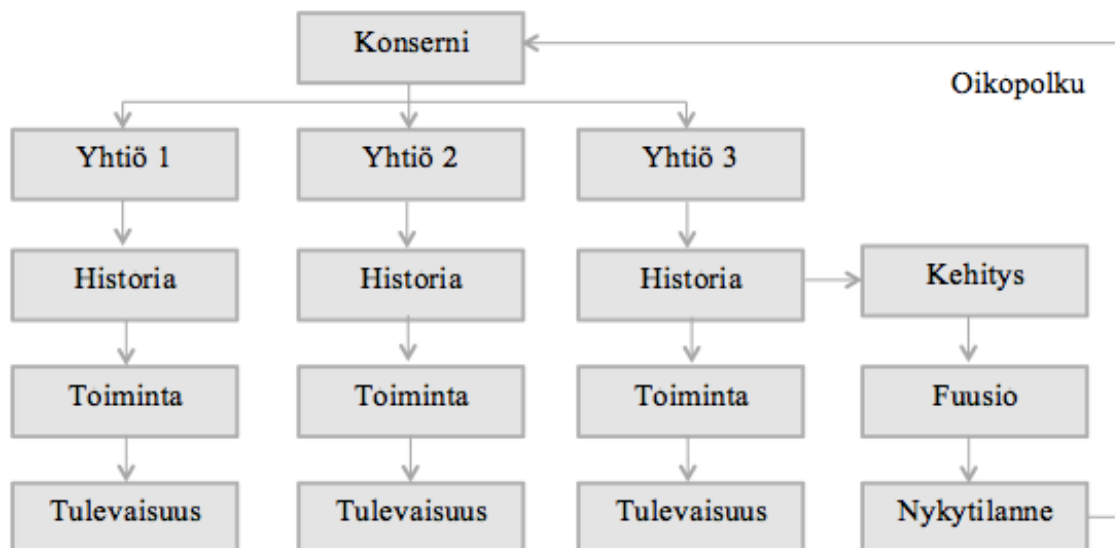 Konserni
Oikopolku
Yhtiö 1
Yhtiö 2
Yhtiö 3
Historia
Historia
Historia
Kehitys
Toiminta
Toiminta
Toiminta
Fuusio
Tulevaisuus
Tulevaisuus
Tulevaisuus
Nykytilanne